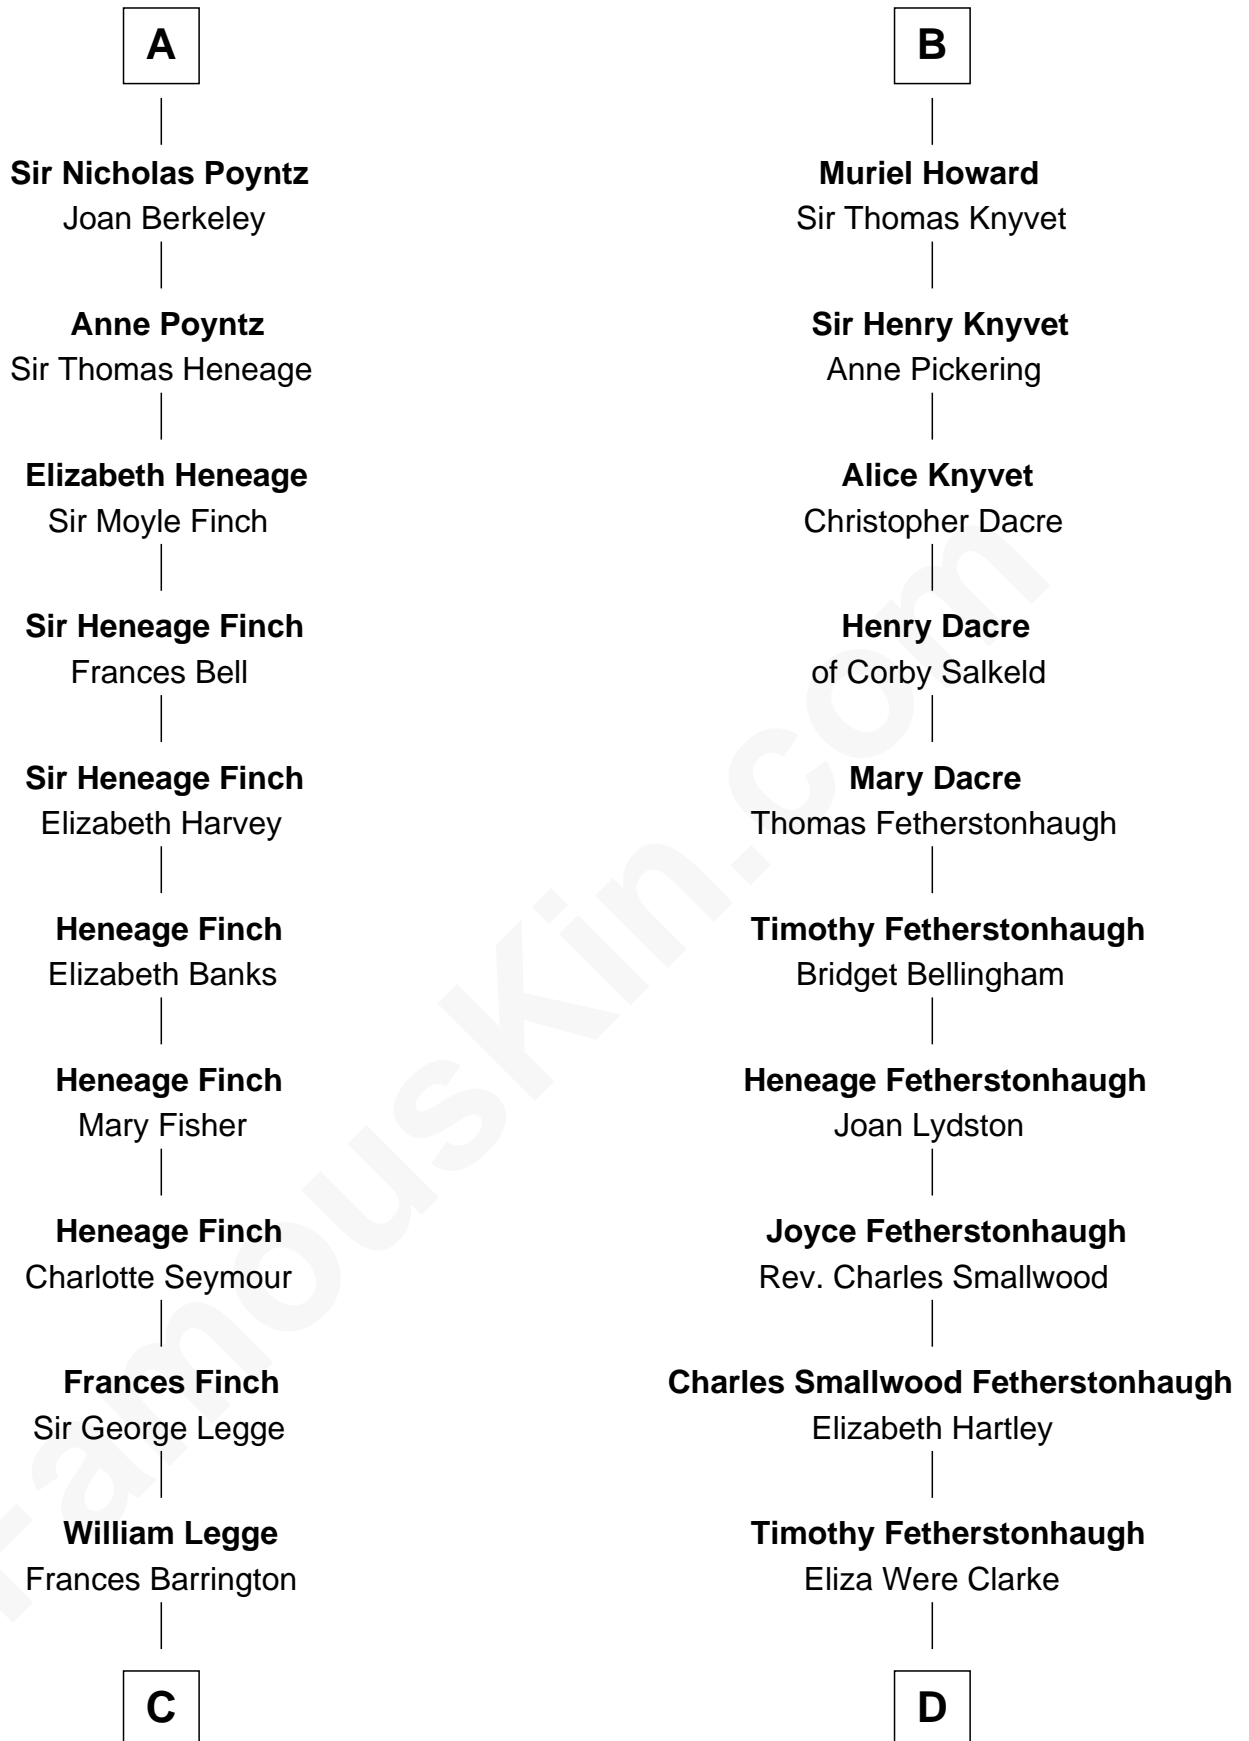 A
Sir Nicholas Poyntz
Joan Berkeley
Anne Poyntz
Sir Thomas Heneage
Elizabeth Heneage
Sir Moyle Finch
Sir Heneage Finch
Frances Bell
Sir Heneage Finch
Elizabeth Harvey
Heneage Finch
Elizabeth Banks
Heneage Finch
Mary Fisher
Heneage Finch
Charlotte Seymour
Frances Finch
Sir George Legge
William Legge
Frances Barrington
C
B
Muriel Howard
Sir Thomas Knyvet
Sir Henry Knyvet
Anne Pickering
Alice Knyvet
Christopher Dacre
Henry Dacre
of Corby Salkeld
Mary Dacre
Thomas Fetherstonhaugh
Timothy Fetherstonhaugh
Bridget Bellingham
Heneage Fetherstonhaugh
Joan Lydston
Joyce Fetherstonhaugh
Rev. Charles Smallwood
Charles Smallwood Fetherstonhaugh
Elizabeth Hartley
Timothy Fetherstonhaugh
Eliza Were Clarke
D
FamousKin.com